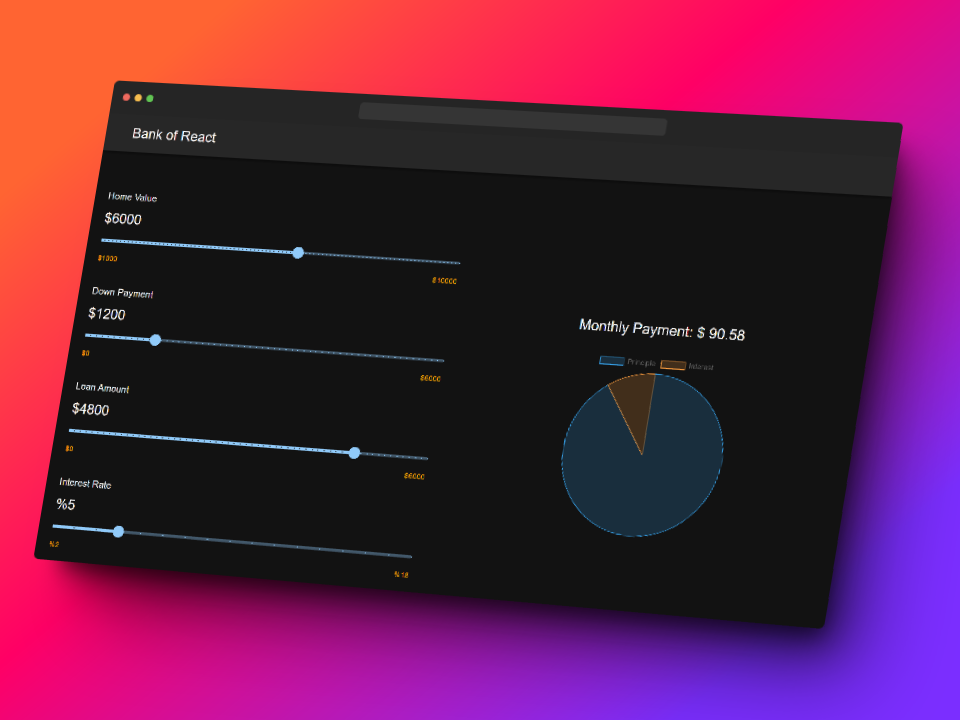 Bank of React
Home Value
$6000
$1000
$10000
Down Payment
$1200
$0
$6000
Loan Amount
$4800
$0
$6000
Interest Rate
%5
%2
%18
Monthly Payment: $ 90.58
Principle Interest